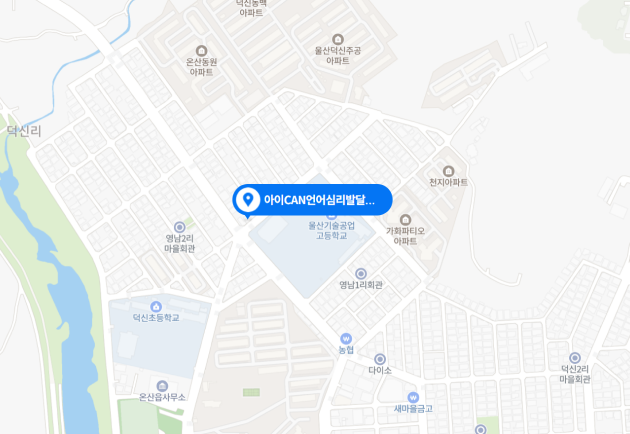 덕신농백
아파트
온산동원
아파트
울산덕신주공
아파트
덕신리
천지아파트
아이CAN언어심리발달...
울산기술공업
고등학교
가화파티오
아파트
영남2리
마을회관
영남1리회관
덕신초등학교
농협
다이소
덕신2리
마을회관
온산읍사무소
새마을금고